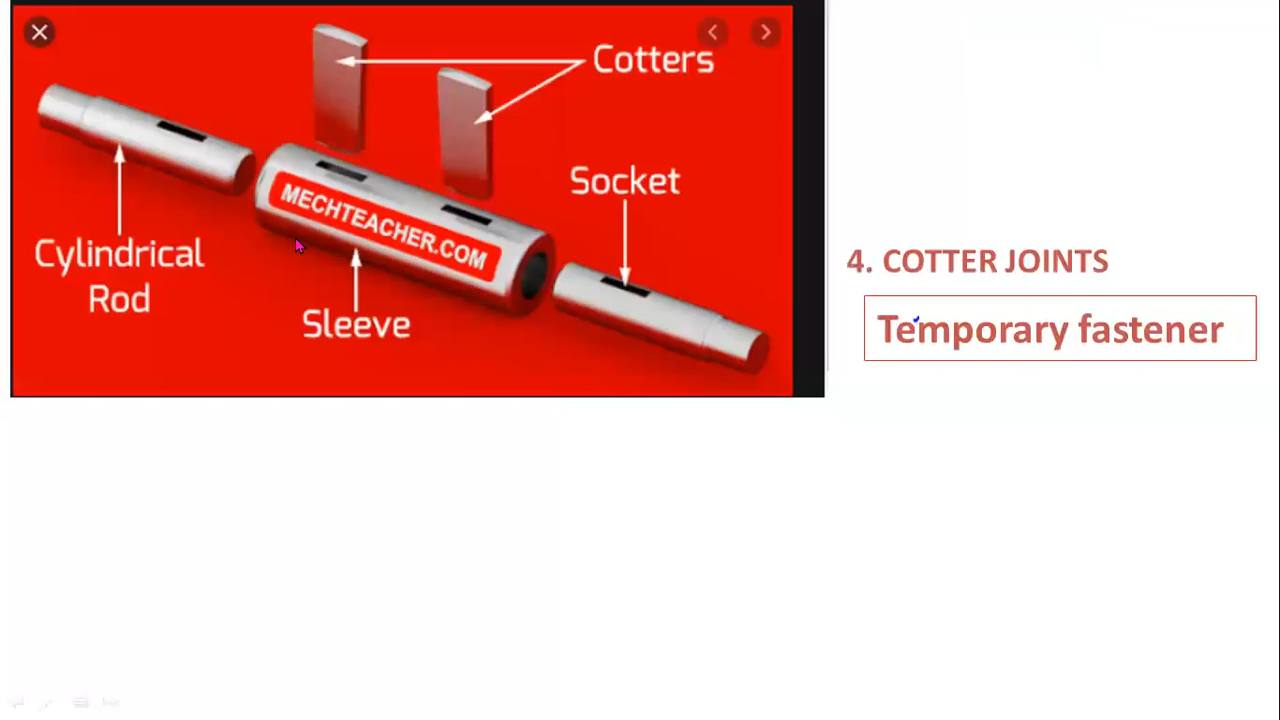 Cotters
Socket
MECHTEACHER.COM
Cylindrical
Rod
Sleeve
4. COTTER JOINTS
Temporary fastener